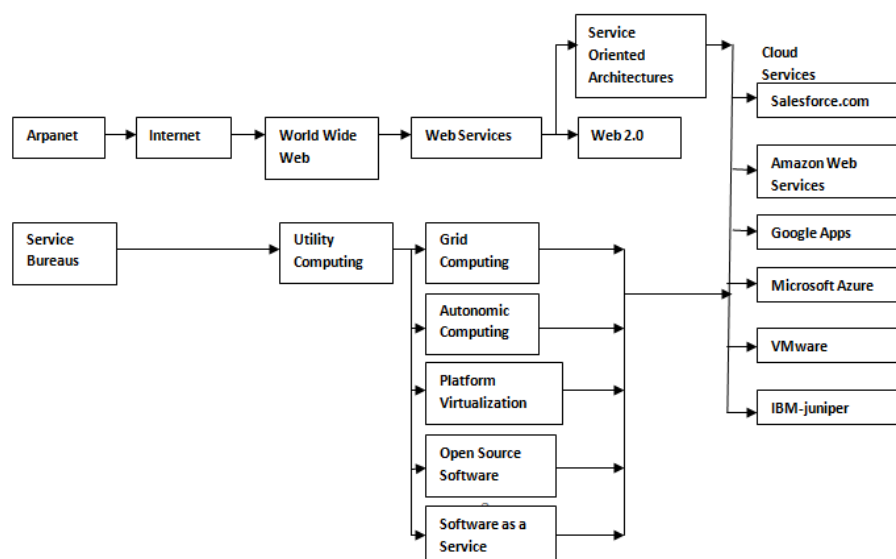 Service
Oriented
Architectures
Cloud
Services
Salesforce.com
Arpanet
Internet
World Wide
Web
Web Services
Web 2.0
Amazon Web
Services
Service
Bureaus
Utility
Computing
Grid
Computing
Google Apps
Autonomic
Computing
Microsoft Azure
Platform
Virtualization
VMware
IBM-juniper
Open Source
Software
Software as a
Service